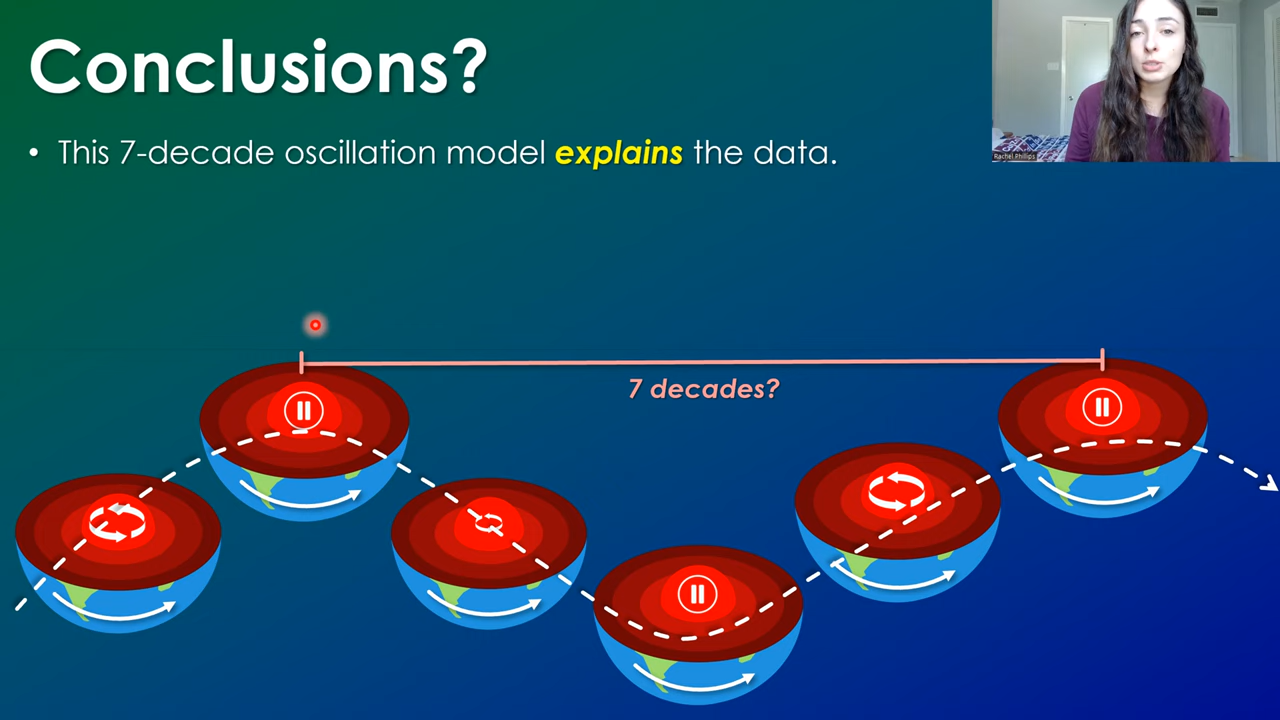 Conclusions?
• This 7-decade oscillation model explains the data.
Rachel Phillips
7 decades?